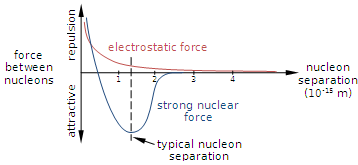 repulsion
electrostatic force
force
between
nucleons
1
2
3
4
nucleon
separation
(10⁻¹⁵ m)
attractive
strong nuclear
force
typical nucleon
separation